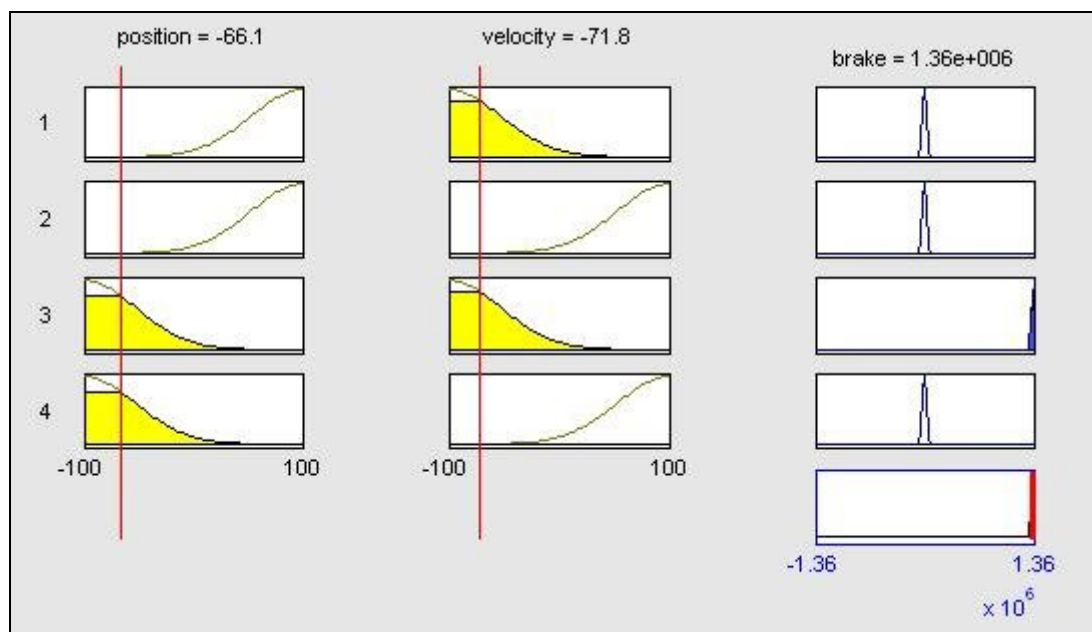 position = -66.1
velocity = -71.8
brake = 1.36e+006
1
2
3
4
-100
100
-100
100
-1.36
1.36
x 10^6